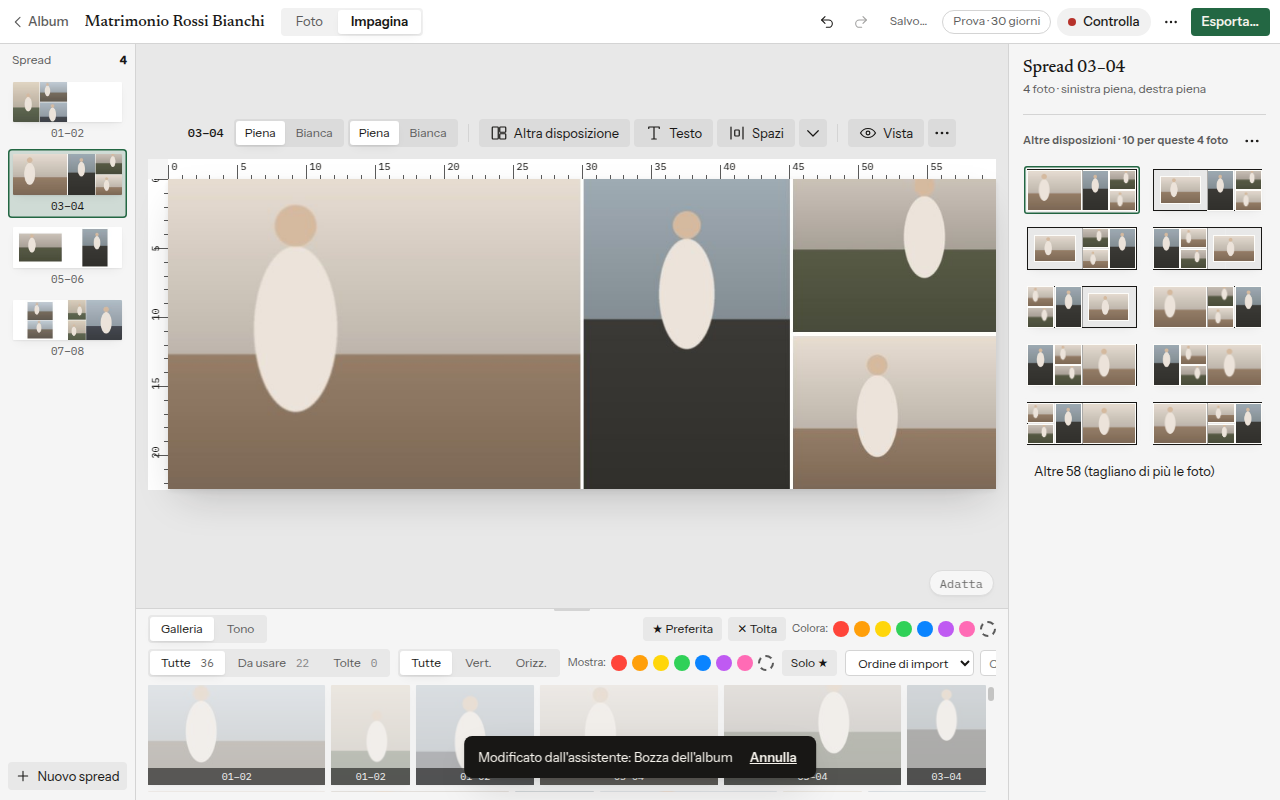 Album
Matrimonio Rossi Bianchi
Foto
Impagina
Salvo…
Prova · 30 giorni
Controlla
Esporta…
Spread 4
01–02
03–04
05–06
07–08
Nuovo spread
03–04
Piena Bianca
Piena Bianca
Altra disposizione
Testo
Spazi
Vista
0 5 10 15 20 25 30 35 40 45 50 55
0
5
10
15
20
Adatta
Galleria Tono
★ Preferita
✕ Tolta
Colora:
Tutte 36
Da usare 22
Tolte 0
Tutte Vert. Orizz.
Mostra:
Solo ★
Ordine di import
01–02
01–02
03–04
Modificato dall'assistente: Bozza dell'album
Annulla
Spread 03–04
4 foto · sinistra piena, destra piena
Altre disposizioni · 10 per queste 4 foto
Altre 58 (tagliano di più le foto)